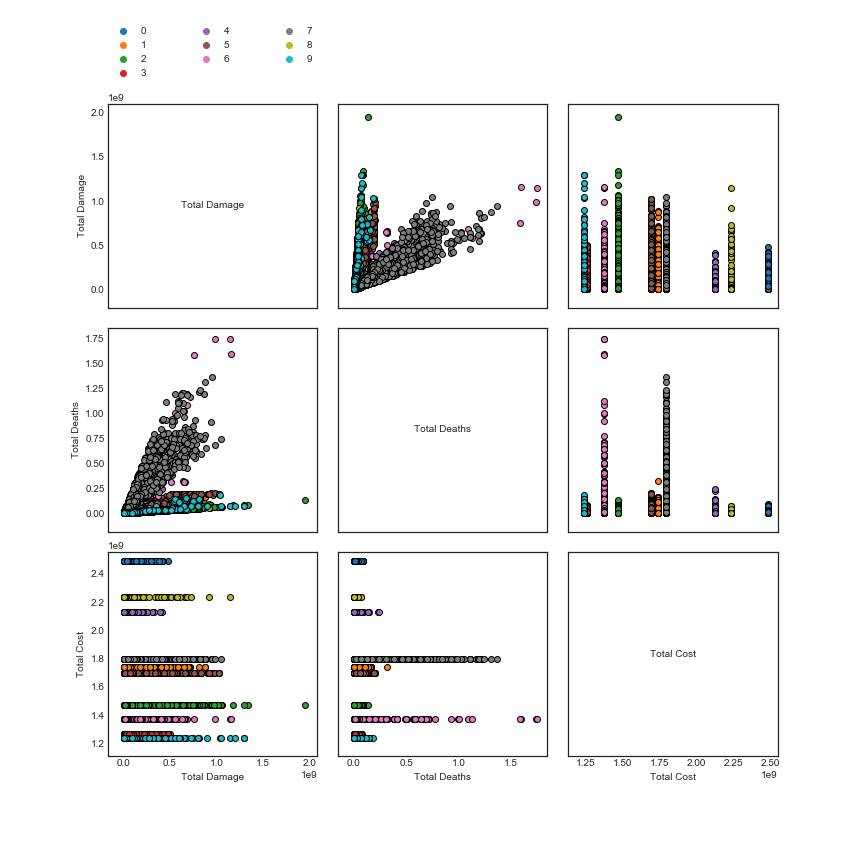 0 4 7
1 5 8
2 6 9
3
1e9
2.0
1.5
1.0
0.5
0.0
Total Damage
Total Damage
1.75
1.50
1.25
1.00
0.75
0.50
0.25
0.00
Total Deaths
Total Deaths
1e9
2.4
2.2
2.0
1.8
1.6
1.4
1.2
Total Cost
Total Cost
0.0 0.5 1.0 1.5 2.0
Total Damage
1e9
0.0 0.5 1.0 1.5
Total Deaths
1.25 1.50 1.75 2.00 2.25 2.50
Total Cost
1e9